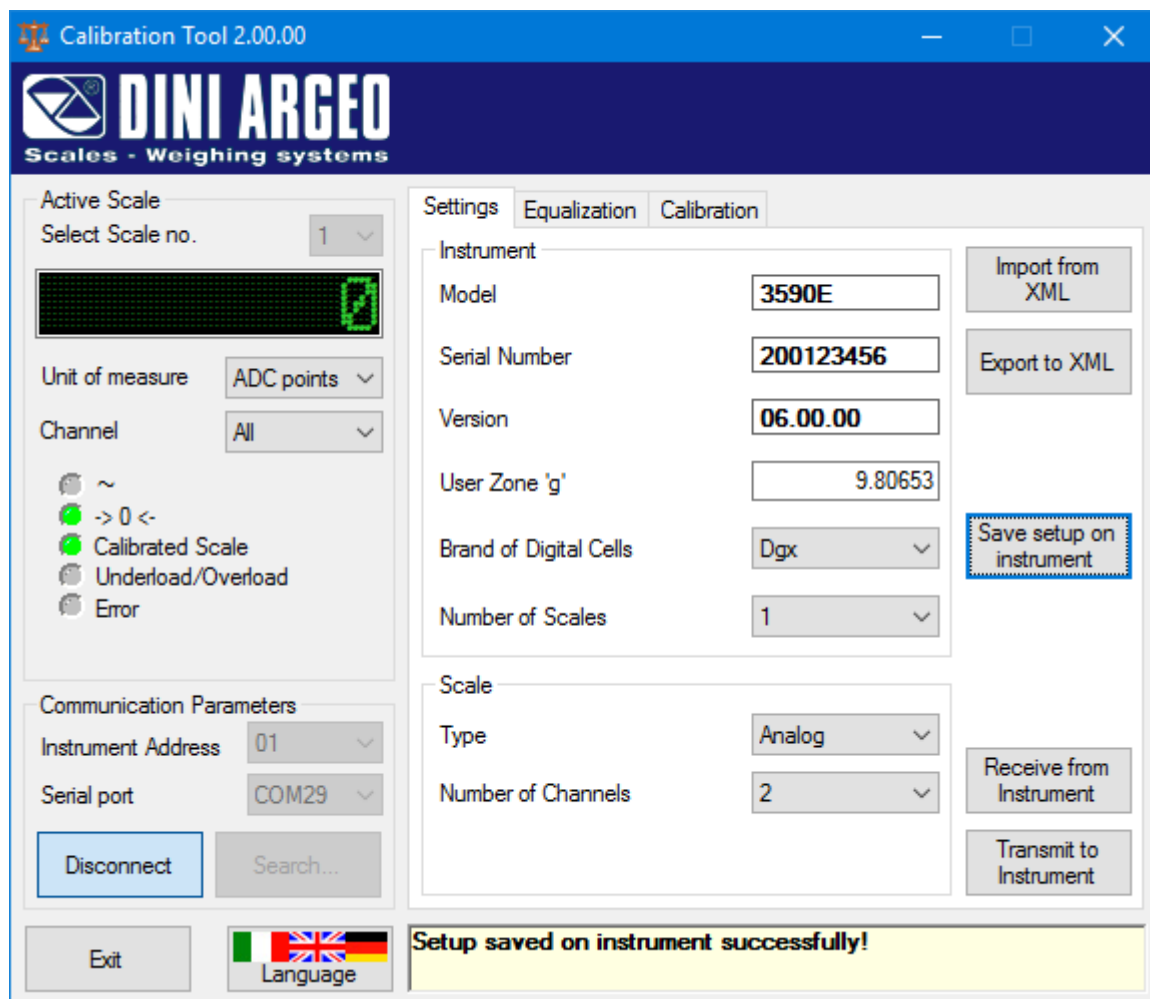 Calibration Tool 2.00.00
DINI ARGEO
Scales - Weighing systems
Active Scale
Select Scale no. 1
0
Unit of measure ADC points
Channel All
~
-> 0 <-
Calibrated Scale
Underload/Overload
Error
Communication Parameters
Instrument Address 01
Serial port COM29
Disconnect Search...
Exit
Language
Settings Equalization Calibration
Instrument
Model 3590E
Serial Number 200123456
Version 06.00.00
User Zone 'g' 9.80653
Brand of Digital Cells Dgx
Number of Scales 1
Scale
Type Analog
Number of Channels 2
Import from
XML
Export to XML
Save setup on
instrument
Receive from
Instrument
Transmit to
Instrument
Setup saved on instrument successfully!